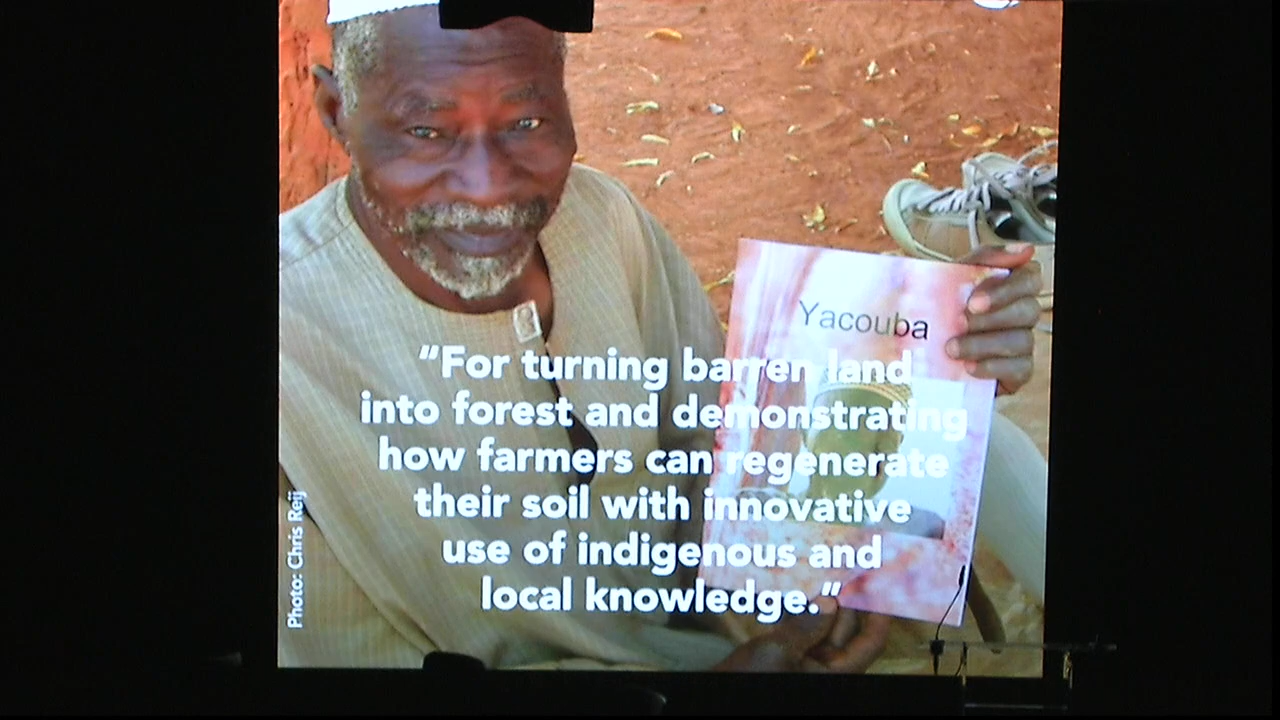 Yacouba
“For turning barren land
into forest and demonstrating
how farmers can regenerate
their soil with innovative
use of indigenous and
local knowledge.”
Photo: Chris Reij